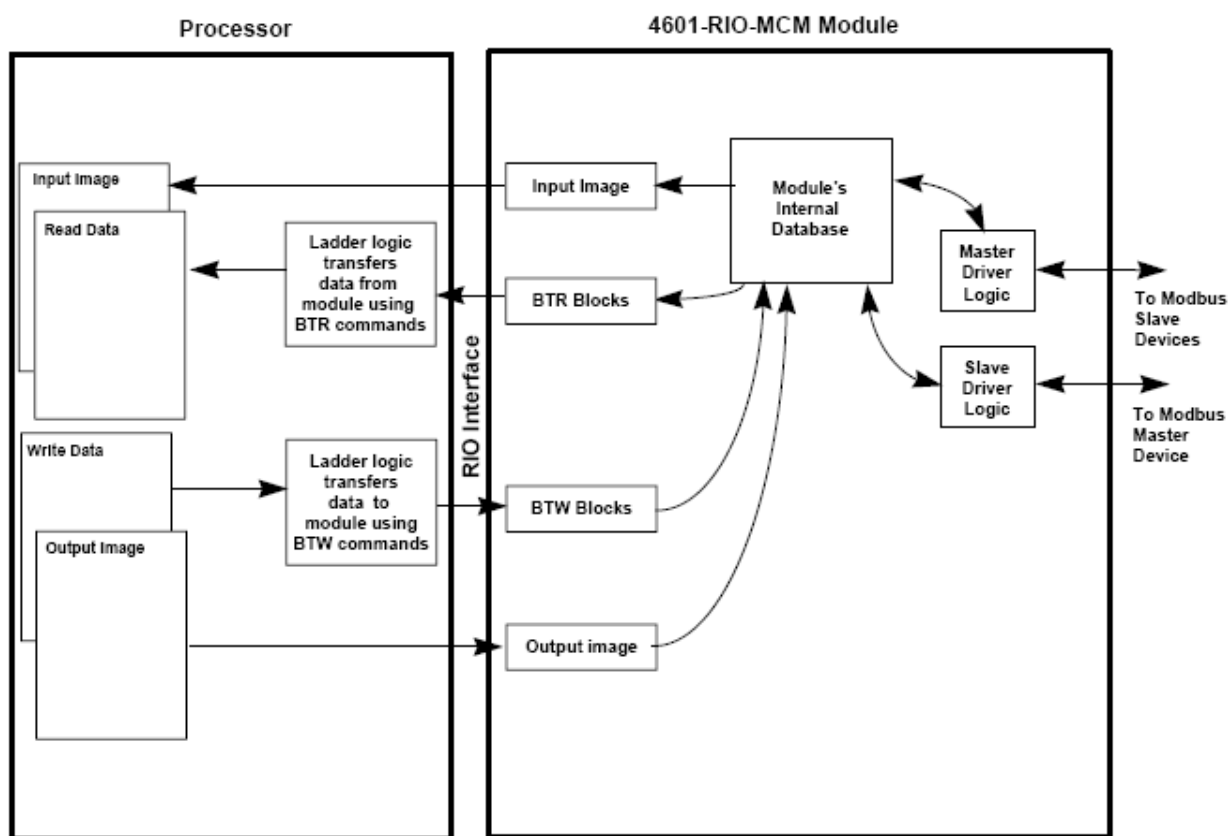 Processor
4601-RIO-MCM Module
Input Image
Read Data
Ladder logic
transfers
data from
module using
BTR commands
Write Data
Output Image
Ladder logic
transfers
data to
module using
BTW commands
RIO Interface
Input Image
BTR Blocks
BTW Blocks
Output image
Module's
Internal
Database
Master
Driver
Logic
Slave
Driver
Logic
To Modbus
Slave
Devices
To Modbus
Master
Device